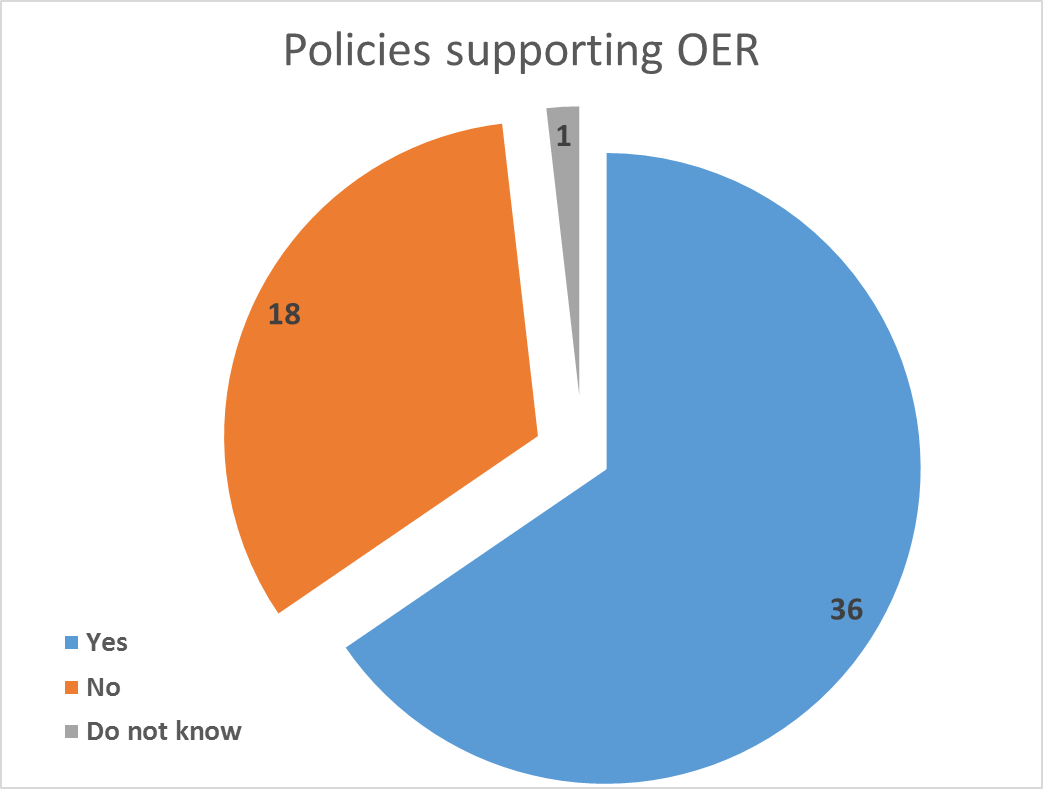 Policies supporting OER
1
18
36
Yes
No
Do not know